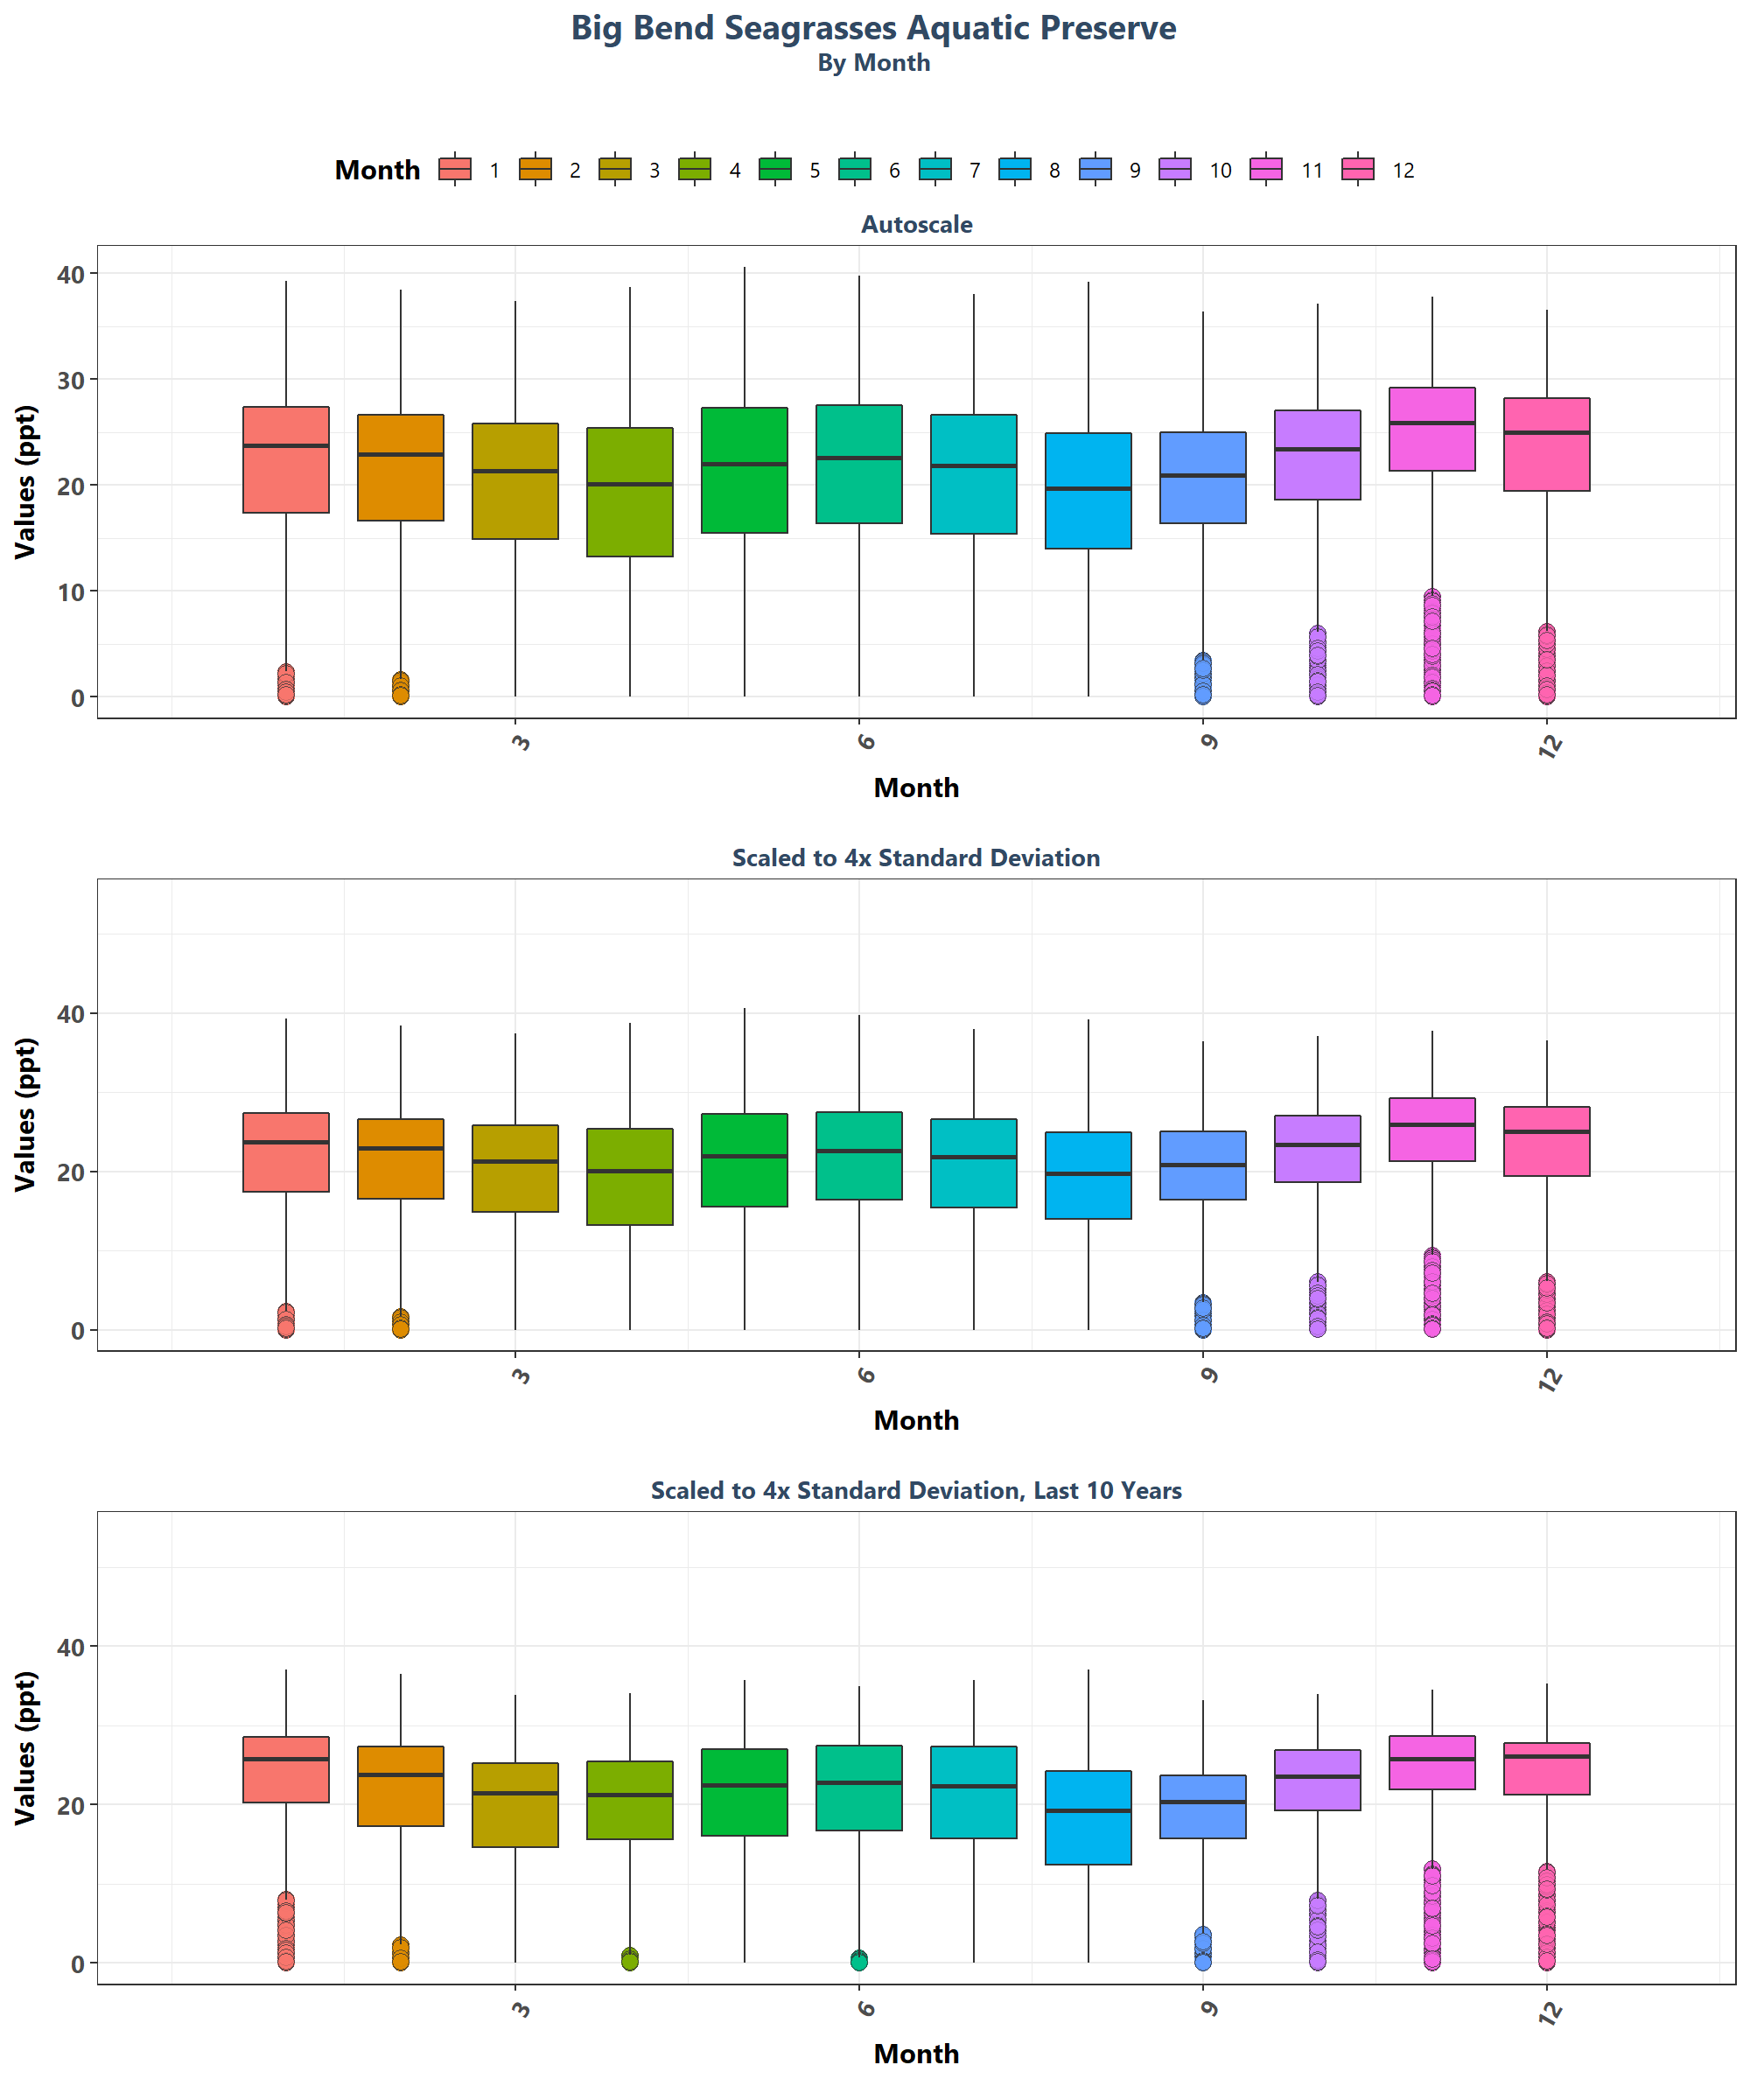 Big Bend Seagrasses Aquatic Preserve
By Month
Month 1 2 3 4 5 6 7 8 9 10 11 12
Autoscale
Values (ppt)
40
30
20
10
0
3 6 9 12
Month
Scaled to 4x Standard Deviation
Values (ppt)
40
20
0
3 6 9 12
Month
Scaled to 4x Standard Deviation, Last 10 Years
Values (ppt)
40
20
0
3 6 9 12
Month